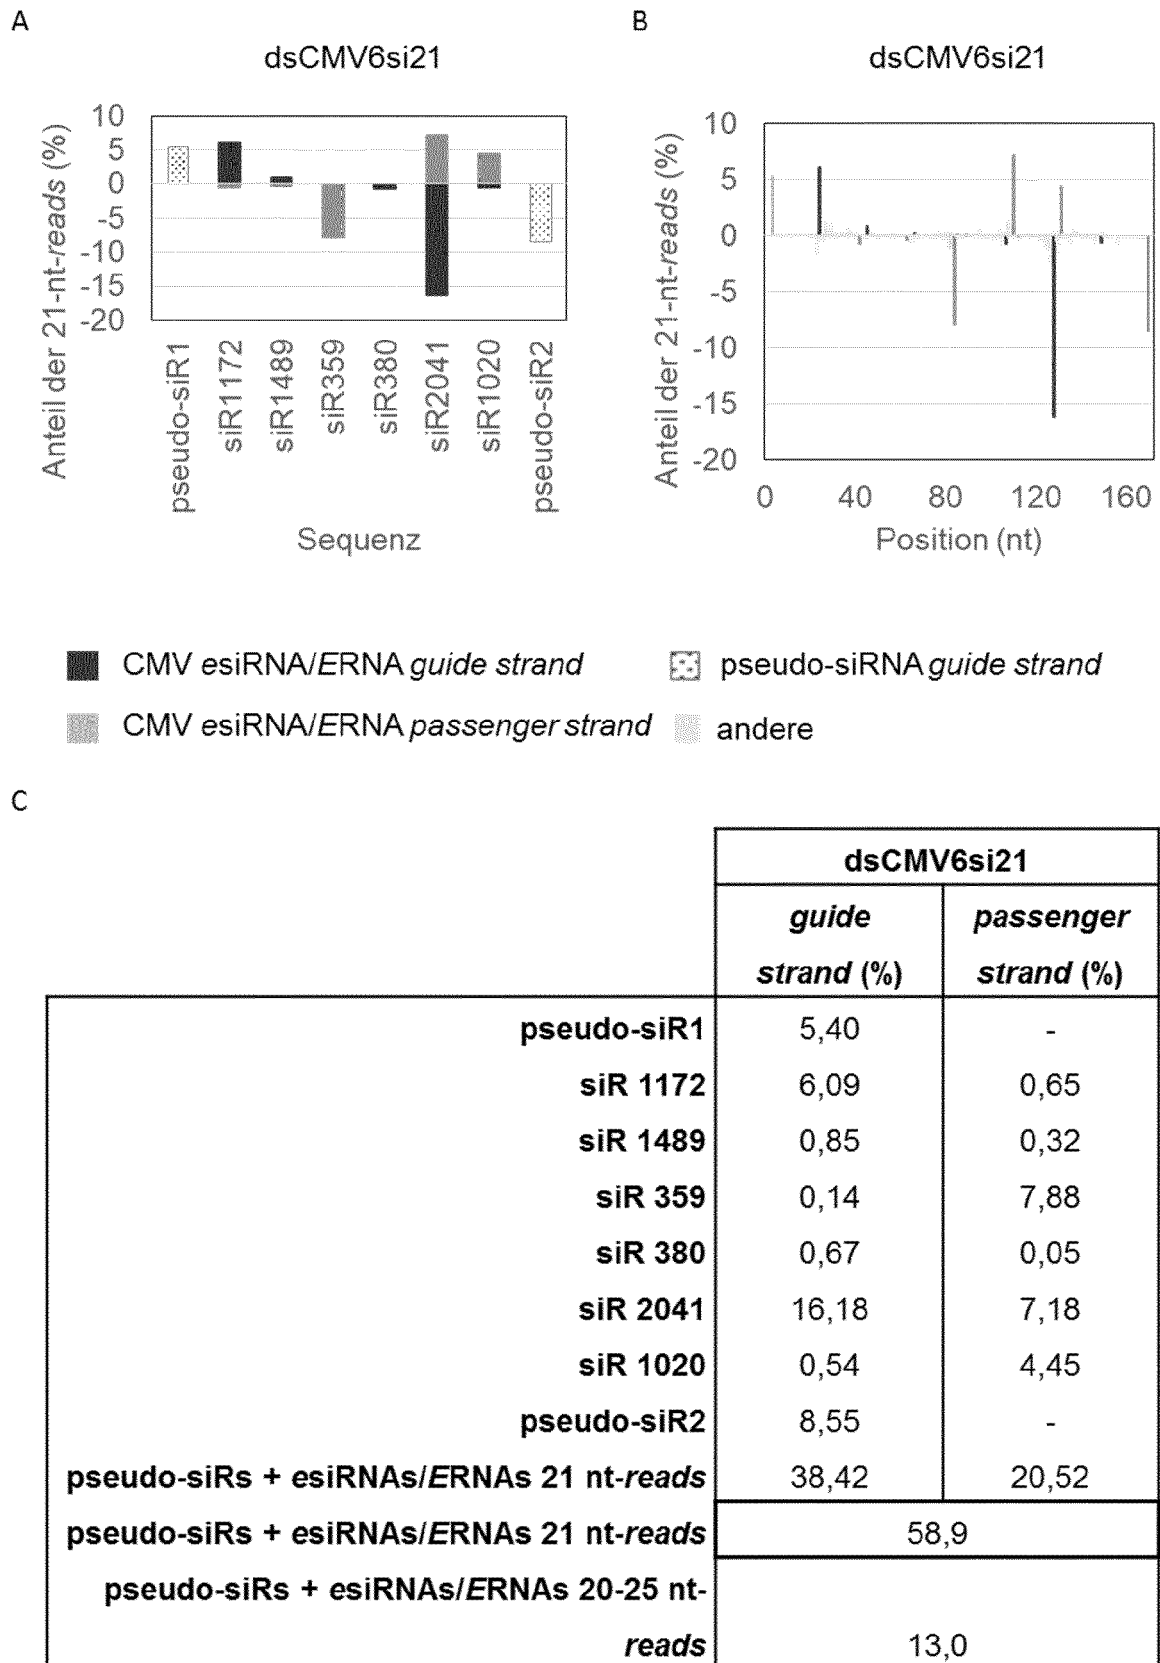 A
dsCMV6si21
Anteil der 21-nt-reads (%)
10
5
0
-5
-10
-15
-20
pseudo-siR1
siR1172
siR1489
siR359
siR380
siR2041
siR1020
pseudo-siR2
Sequenz
B
dsCMV6si21
Anteil der 21-nt-reads (%)
10
5
0
-5
-10
-15
-20
0 40 80 120 160
Position (nt)
CMV esiRNA/ERNA guide strand
pseudo-siRNA guide strand
CMV esiRNA/ERNA passenger strand
andere
C
dsCMV6si21
guide strand (%)
passenger strand (%)
pseudo-siR1 5,40 -
siR 1172 6,09 0,65
siR 1489 0,85 0,32
siR 359 0,14 7,88
siR 380 0,67 0,05
siR 2041 16,18 7,18
siR 1020 0,54 4,45
pseudo-siR2 8,55 -
pseudo-siRs + esiRNAs/ERNAs 21 nt-reads 38,42 20,52
pseudo-siRs + esiRNAs/ERNAs 21 nt-reads 58,9
pseudo-siRs + esiRNAs/ERNAs 20-25 nt-
reads 13,0